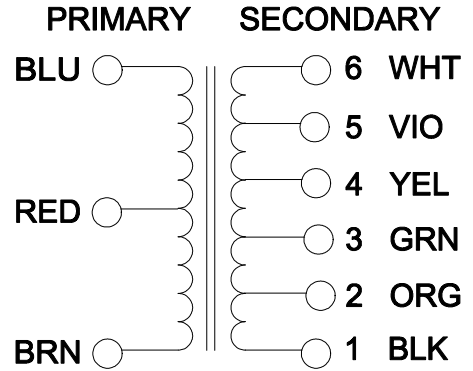 PRIMARY SECONDARY
BLU 6 WHT
5 VIO
4 YEL
RED
3 GRN
2 ORG
BRN 1 BLK